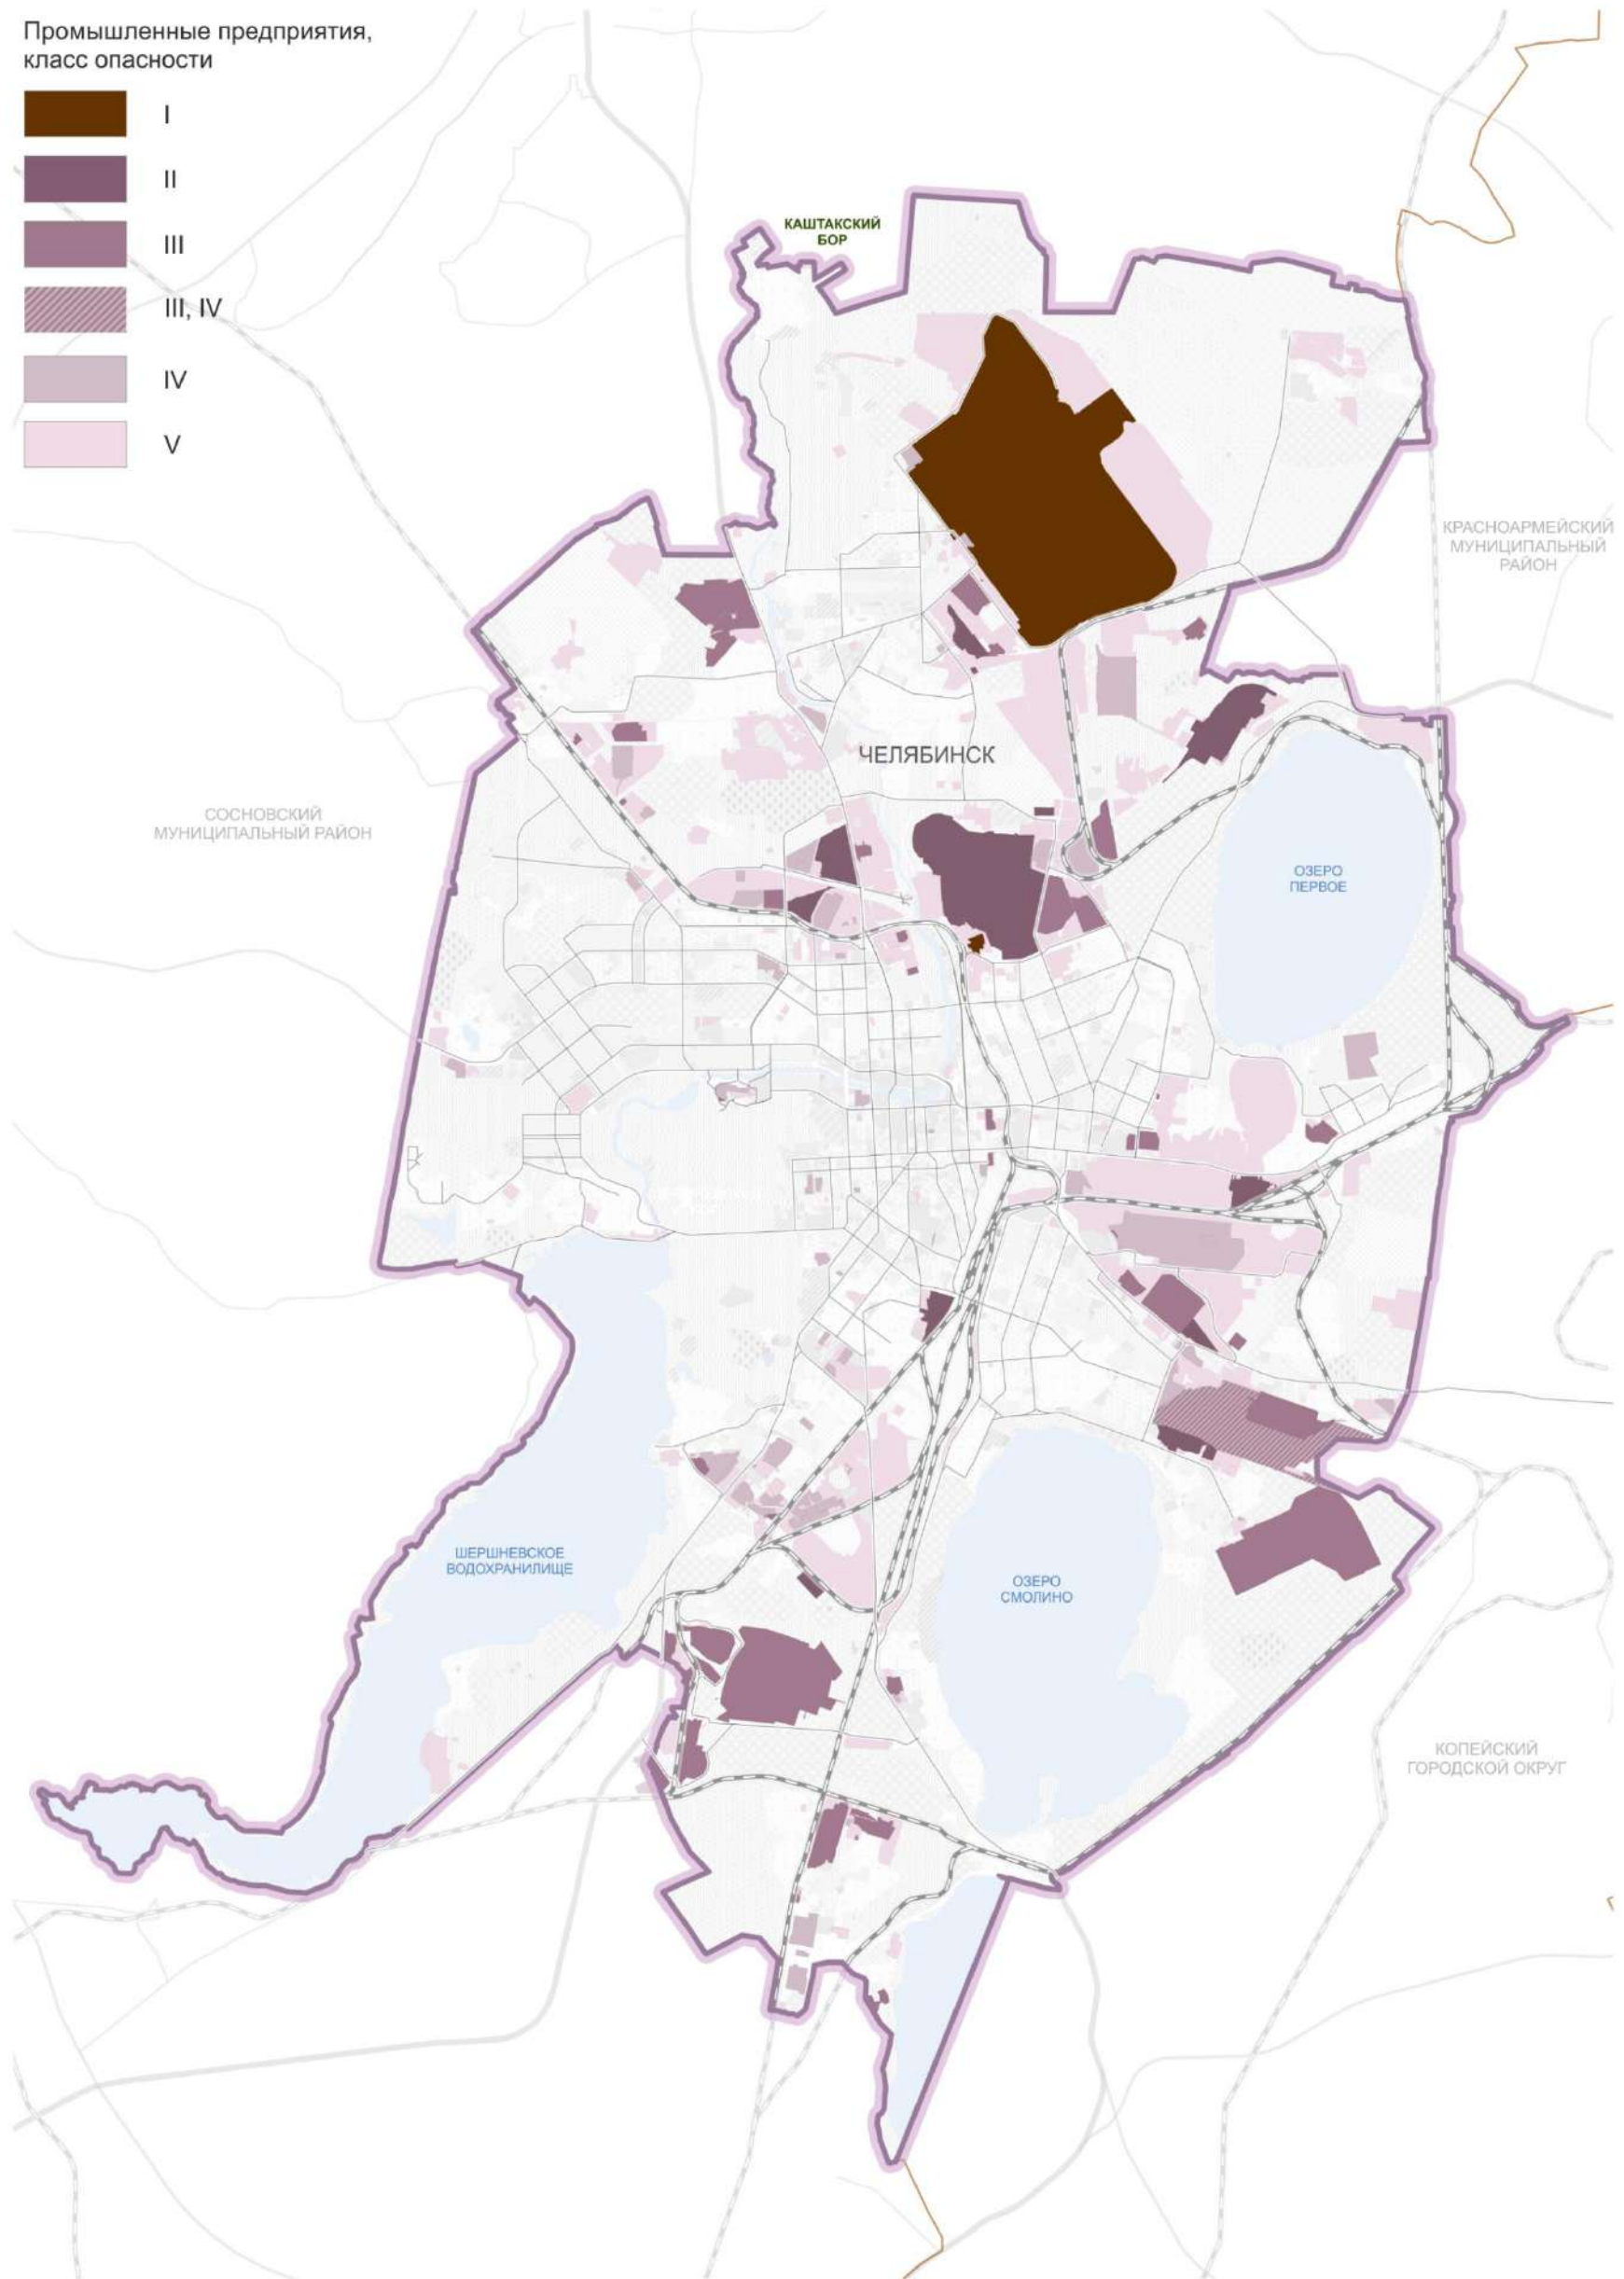 Промышленные предприятия,
класс опасности
I
II
III
III, IV
IV
V
КАШТАКСКИЙ
БОР
КРАСНОАРМЕЙСКИЙ
МУНИЦИПАЛЬНЫЙ
РАЙОН
ЧЕЛЯБИНСК
СОСНОВСКИЙ
МУНИЦИПАЛЬНЫЙ РАЙОН
ОЗЕРО
ПЕРВОЕ
ШЕРШНЕВСКОЕ
ВОДОХРАНИЛИЩЕ
ОЗЕРО
СМОЛИНО
КОПЕЙСКИЙ
ГОРОДСКОЙ ОКРУГ